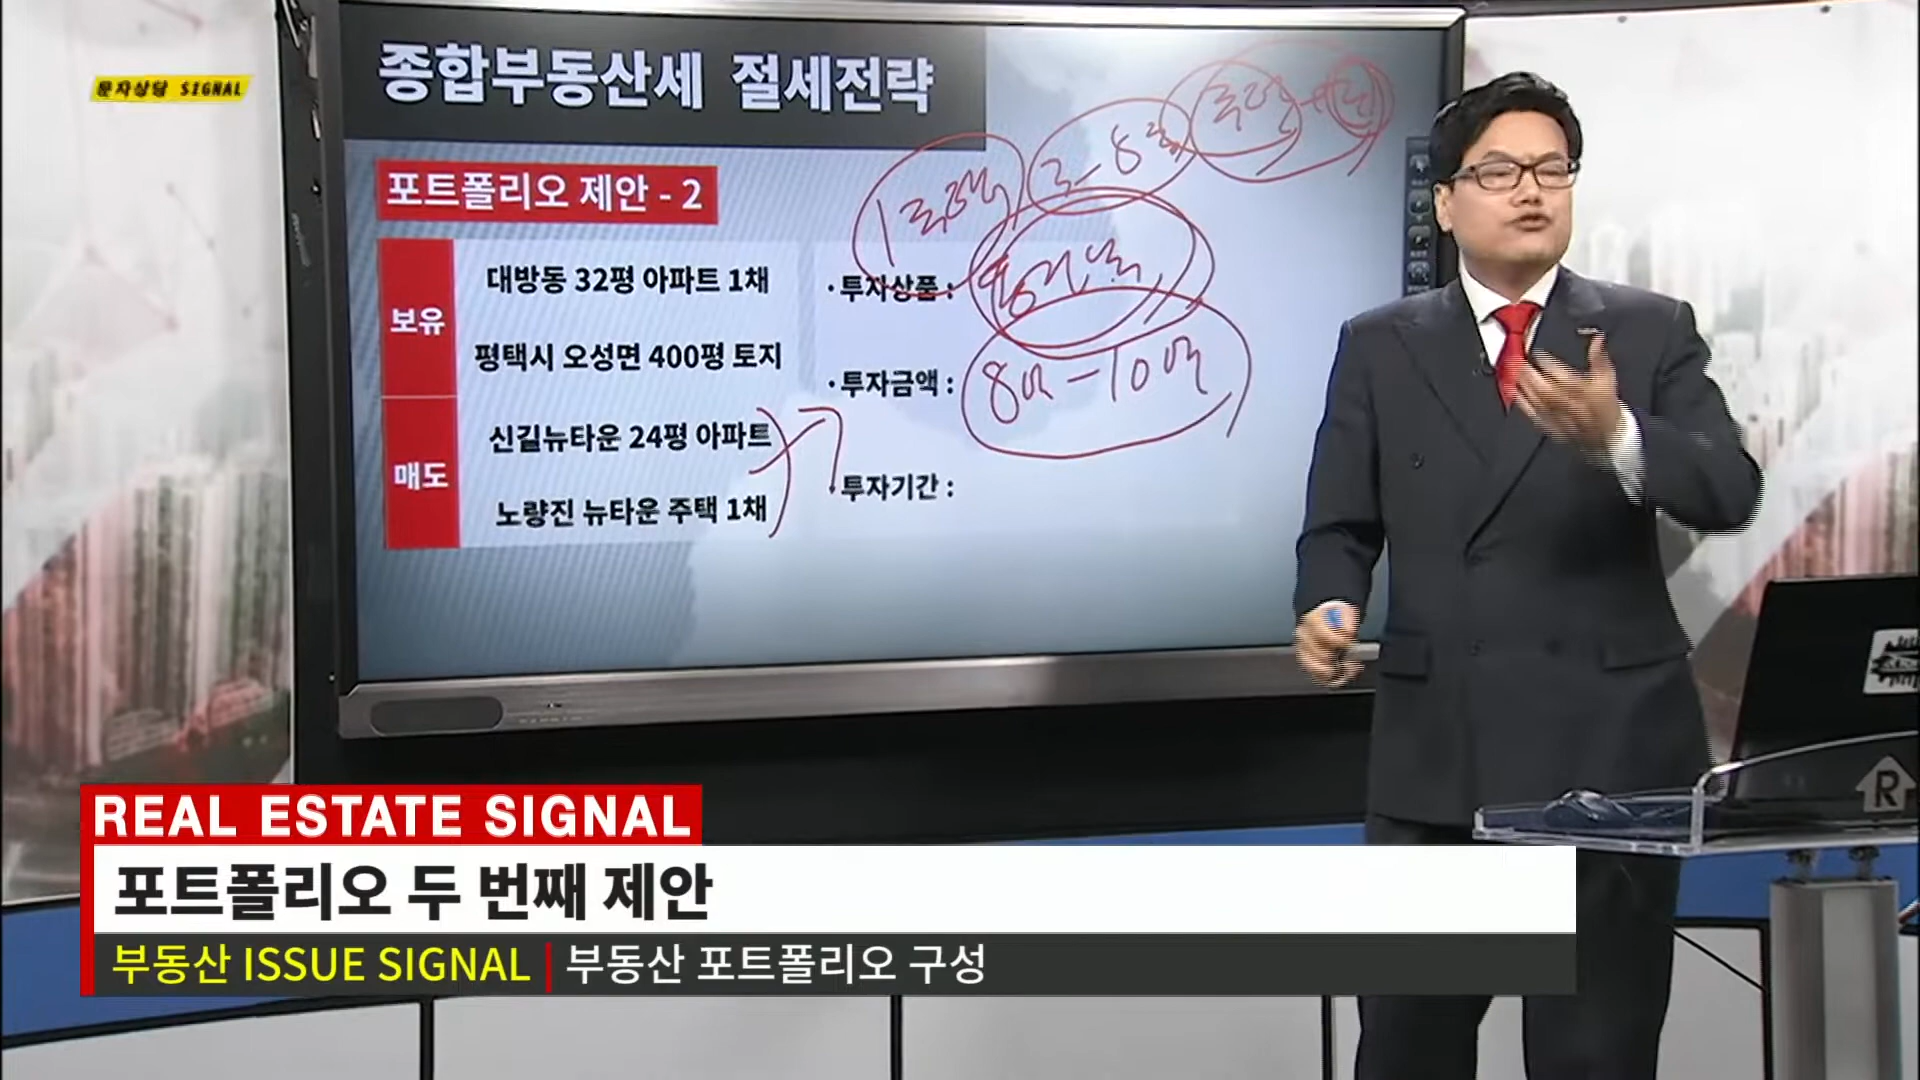 문자상담 SIGNAL
종합부동산세 절세전략
포트폴리오 제안 - 2
보유
대방동 32평 아파트 1채
평택시 오성면 400평 토지
매도
신길뉴타운 24평 아파트
노량진 뉴타운 주택 1채
1주택
· 투자상품 :
· 투자금액 :
8억-10억
투자기간 :
R
REAL ESTATE SIGNAL
포트폴리오 두 번째 제안
부동산 ISSUE SIGNAL | 부동산 포트폴리오 구성